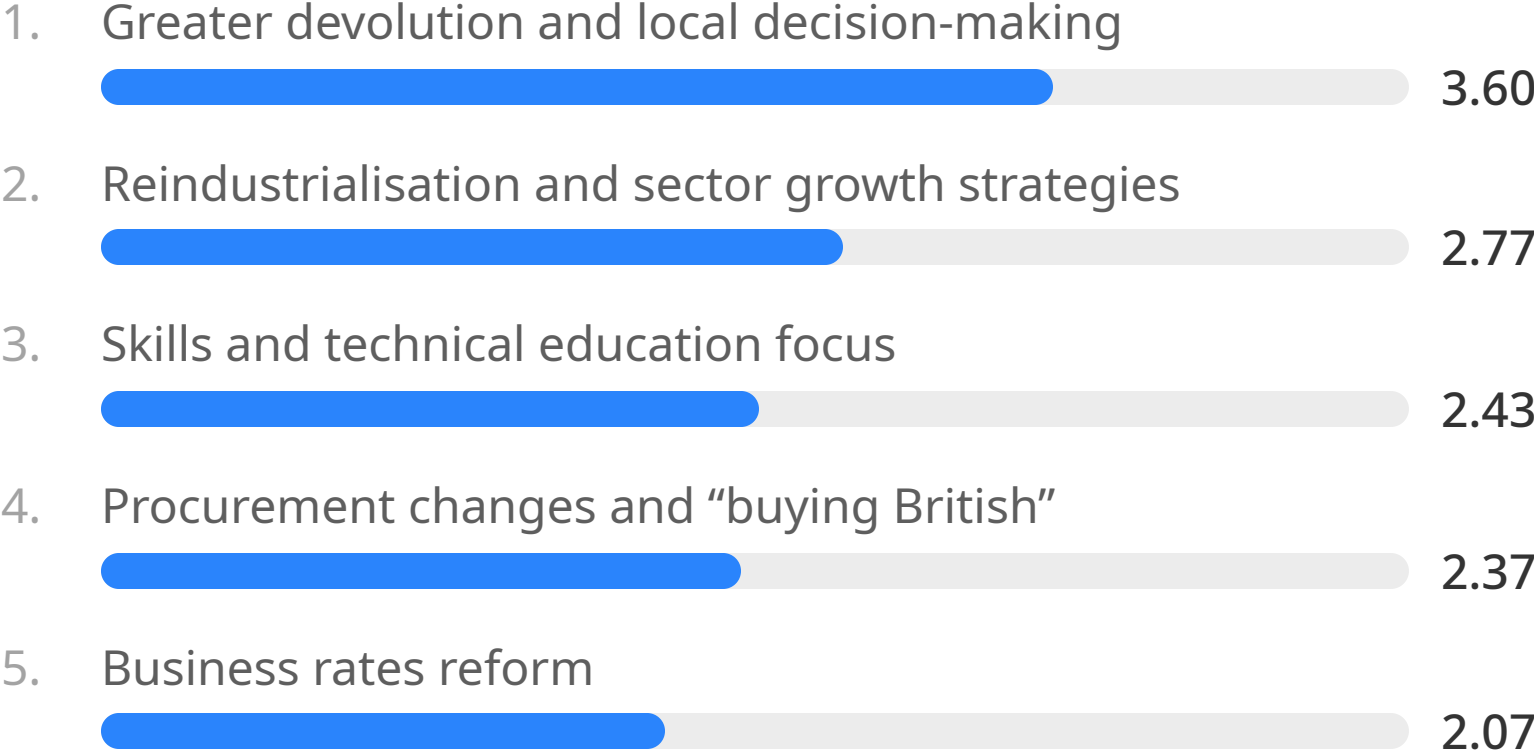 1. Greater devolution and local decision-making
3.60
2. Reindustrialisation and sector growth strategies
2.77
3. Skills and technical education focus
2.43
4. Procurement changes and “buying British”
2.37
5. Business rates reform
2.07